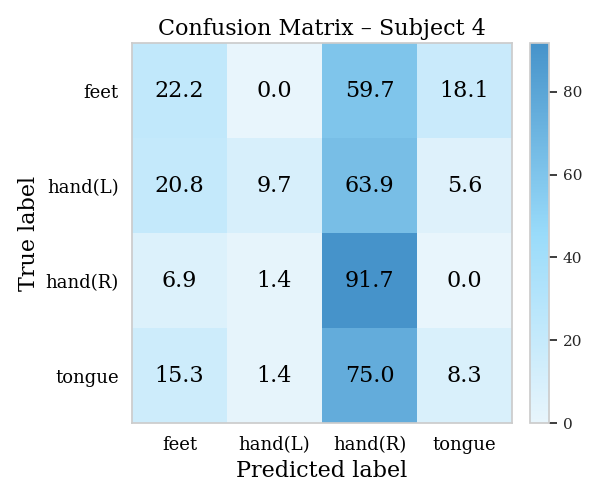 Confusion Matrix – Subject 4
True label
feet 22.2 0.0 59.7 18.1
hand(L) 20.8 9.7 63.9 5.6
hand(R) 6.9 1.4 91.7 0.0
tongue 15.3 1.4 75.0 8.3
feet hand(L) hand(R) tongue
Predicted label
80
60
40
20
0